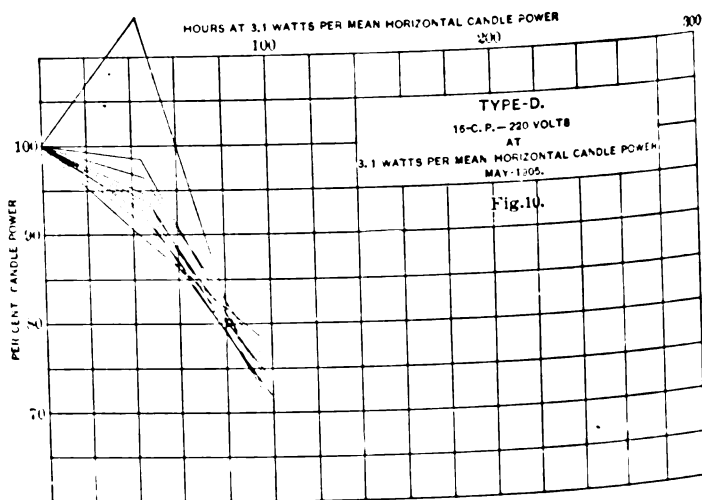 HOURS AT 3.1 WATTS PER MEAN HORIZONTAL CANDLE POWER
100 200 300
TYPE-D.
16-C.P.—220 VOLTS
AT
3.1 WATTS PER MEAN HORIZONTAL CANDLE POWER
MAY-1905.
Fig.10.
PER CENT CANDLE POWER
100
90
80
70